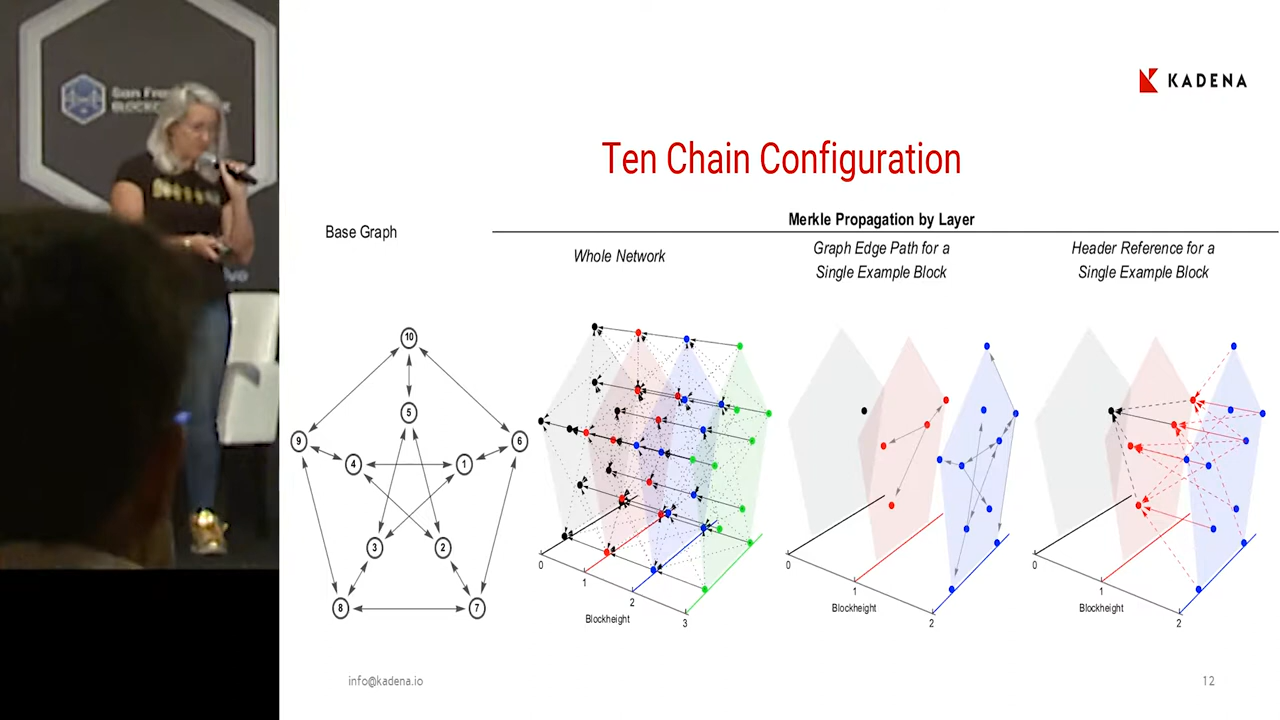 San Fran
KADENA
Ten Chain Configuration
Merkle Propagation by Layer
Base Graph
Whole Network
Graph Edge Path for a
Single Example Block
Header Reference for a
Single Example Block
10
5
9
6
4
1
3
2
8
7
0
1
2
3
Blockheight
0
1
2
Blockheight
0
1
2
Blockheight
info@kadena.io
12